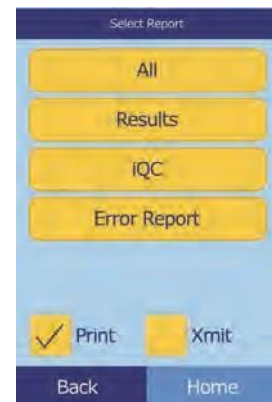 Select Report
All
Results
iQC
Error Report
Print Xmit
Back Home